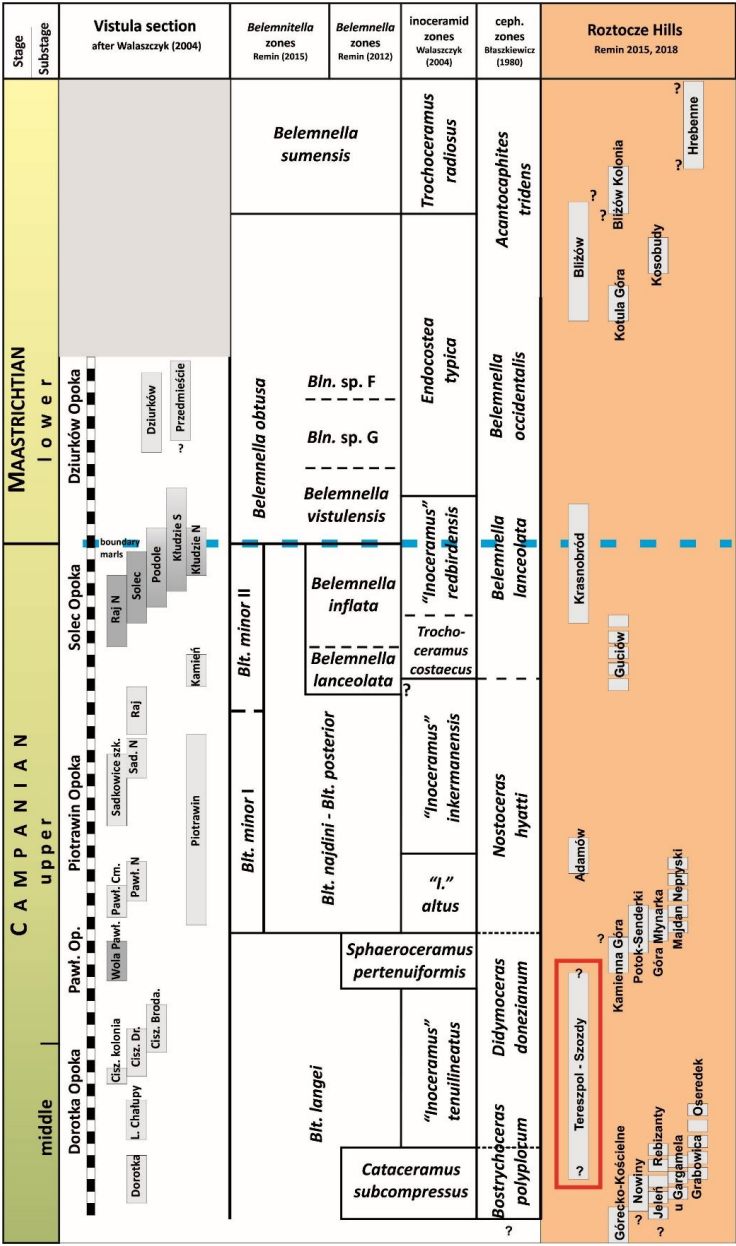 Stage
Substage
Vistula section
after Walaszczyk (2004)
Belemnitella
zones
Remin (2015)
Belemnella
zones
Remin (2012)
inoceramid
zones
Walaszczyk
(2004)
ceph. zones
Błaszkiewicz
(1980)
Roztocze Hills
Remin 2015, 2018
MAASTRICHTIAN
lower
CAMPANIAN
upper
middle
Dziurków Opoka
Solec Opoka
Piotrawin Opoka
Pawł. Op.
Dorotka Opoka
Dziurków
Przedmieście
?
boundary
marls
Raj N
Solec
Podole
Kłudzie S
Kłudzie N
Kamień
Raj
Sadkowice szk.
Sad. N
Piotrawin
Pawł. Cm.
Pawł. N
Wola Pawł.
Cisz. kolonia
Cisz. Dr.
Cisz. Broda.
L. Chałupy
Dorotka
Belemnella
sumensis
Belemnella obtusa
Bln. sp. F
Bln. sp. G
Belemnella
vistulensis
Blt. minor II
Belemnella
inflata
Belemnella
lanceolata
?
Blt. minor I
Blt. najdini - Blt. posterior
Blt. langei
Trochoceramus
radiosus
Endocostea
typica
"Inoceramus"
redbirdensis
Trocho-
ceramus
costaecus
"Inoceramus"
inkermanensis
"I."
altus
Sphaeroceramus
pertenuiformis
"Inoceramus"
tenuilineatus
Cataceramus
subcompressus
Acantocaphites
tridens
Belemnella
occidentalis
Belemnella
lanceolata
Nostoceras
hyatti
Didymoceras
donezianum
Bostrychoceras
polyplocum
?
?
Hrebenne
?
?
Bliżów Kolonia
?
Bliżów
Kosobudy
Kotula Góra
Krasnobród
Guciów
Adamów
Majdan Nepryski
Góra Młynarka
Potok-Senderki
?
Kamienna Góra
?
Tereszpol - Szozdy
?
Górecko-Kościelne
Nowiny
?
Jeleń
Rebizanty
?
u Gargamela
Grabowica
Oseredek